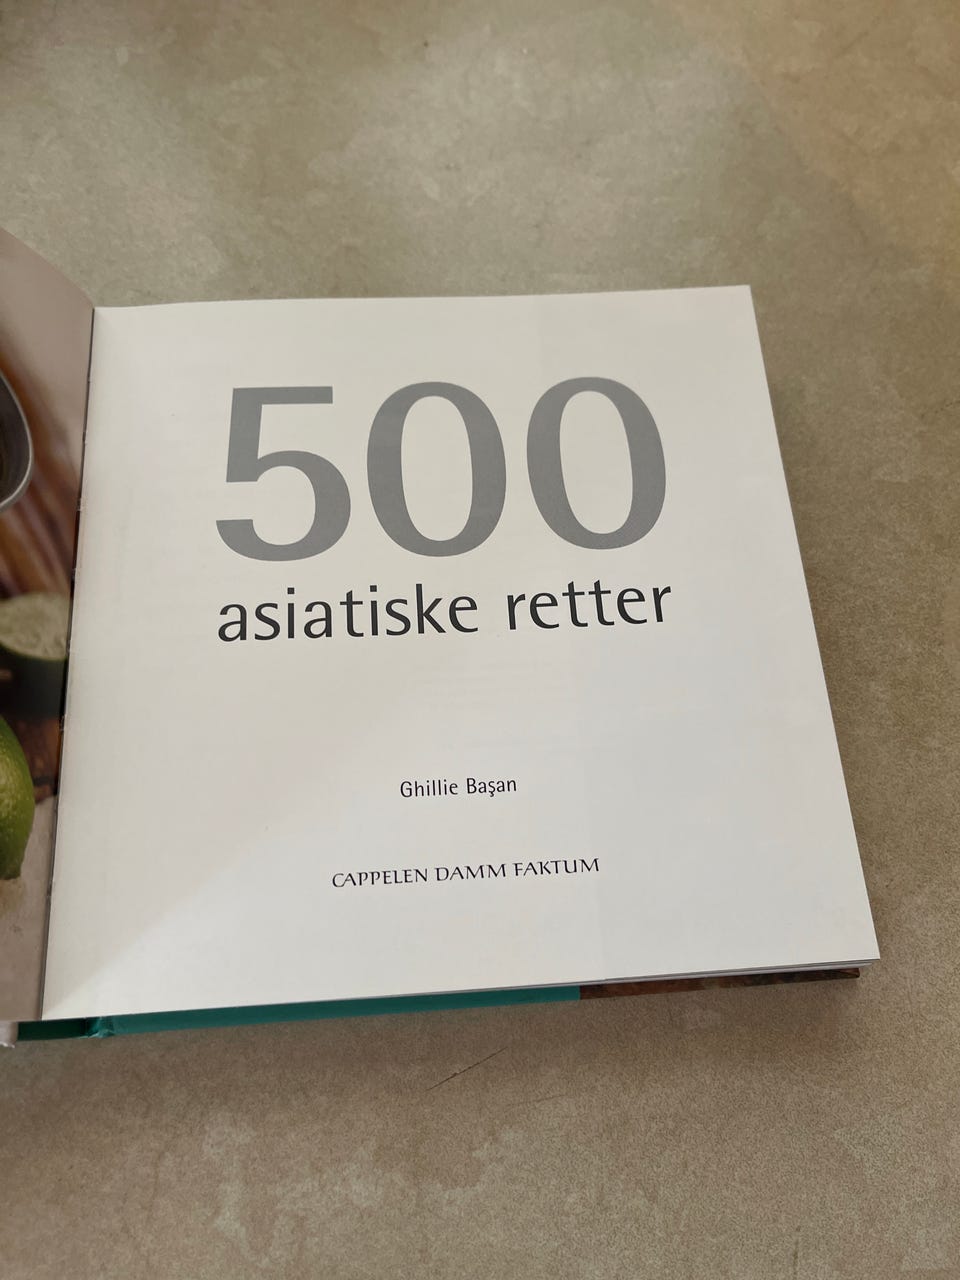 500
asiatiske retter
Ghillie Başan
CAPPELEN DAMM FAKTUM